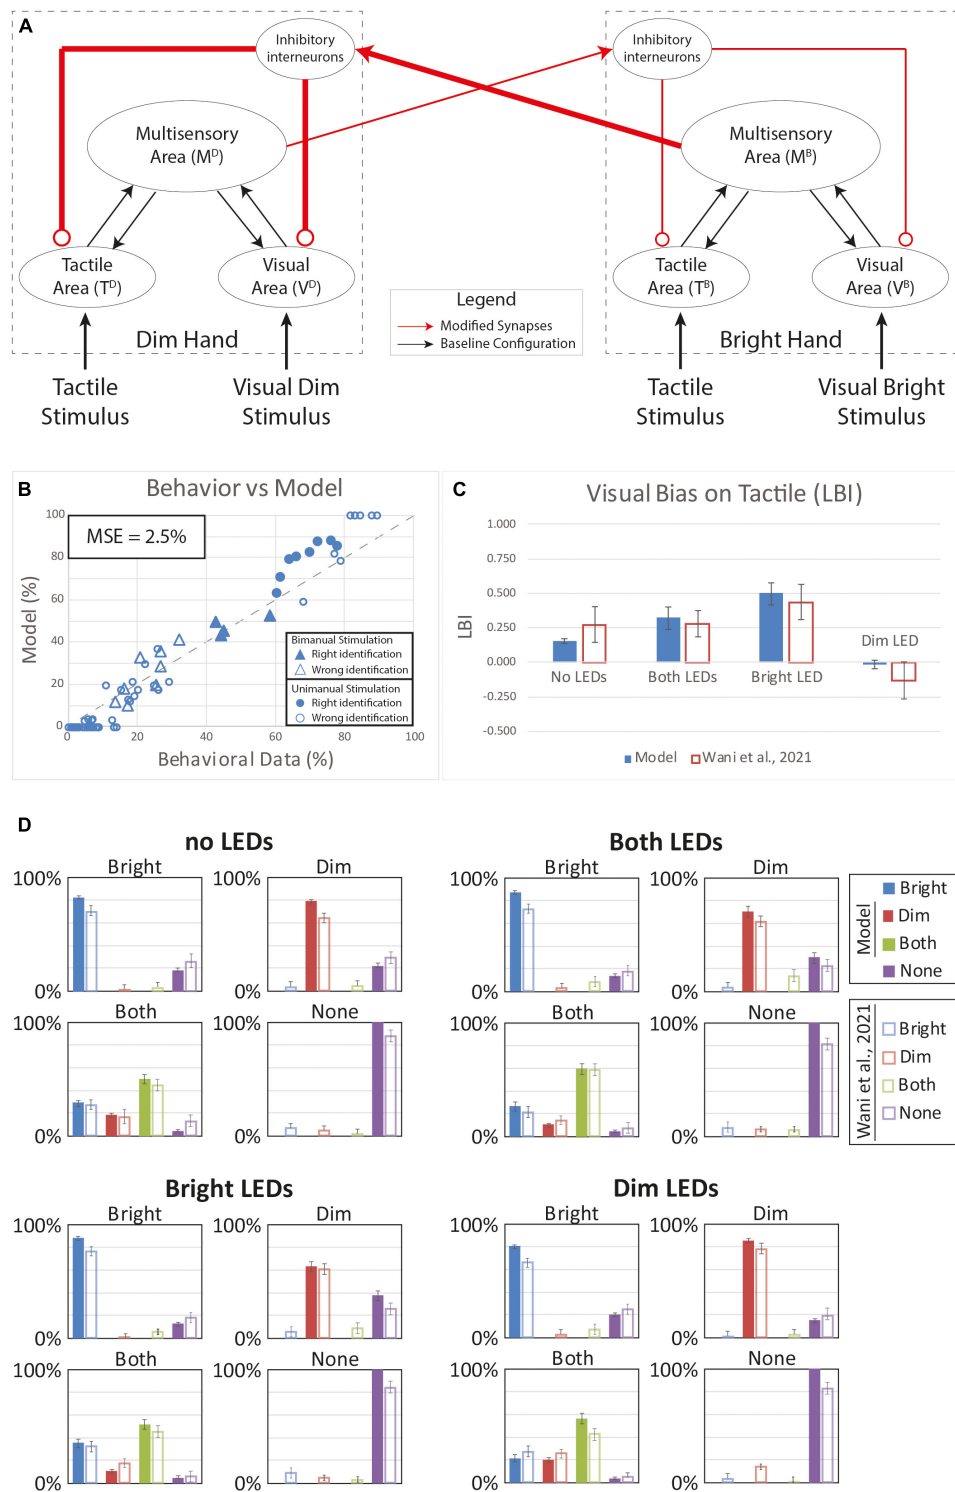 A
Inhibitory
interneurons
Inhibitory
interneurons
Multisensory
Area (Mᴰ)
Multisensory
Area (Mᴮ)
Tactile
Area (Tᴰ)
Visual
Area (Vᴰ)
Tactile
Area (Tᴮ)
Visual
Area (Vᴮ)
Legend
Modified Synapses
Baseline Configuration
Dim Hand
Bright Hand
Tactile
Stimulus
Visual Dim
Stimulus
Tactile
Stimulus
Visual Bright
Stimulus
B
Behavior vs Model
MSE = 2.5%
100
80
60
40
20
0
Model (%)
0 20 40 60 80 100
Behavioral Data (%)
Bimanual Stimulation
Right identification
Wrong identification
Unimanual Stimulation
Right identification
Wrong identification
C
Visual Bias on Tactile (LBI)
1.000
0.750
0.500
0.250
0.000
-0.250
-0.500
LBI
No LEDs
Both LEDs
Bright LED
Dim LED
Model
Wani et al., 2021
D
no LEDs
Bright
100%
0%
Dim
100%
0%
Both
100%
0%
None
100%
0%
Both LEDs
Bright
100%
0%
Dim
100%
0%
Both
100%
0%
None
100%
0%
Model
Bright
Dim
Both
None
Wani et al., 2021
Bright
Dim
Both
None
Bright LEDs
Bright
100%
0%
Dim
100%
0%
Both
100%
0%
None
100%
0%
Dim LEDs
Bright
100%
0%
Dim
100%
0%
Both
100%
0%
None
100%
0%